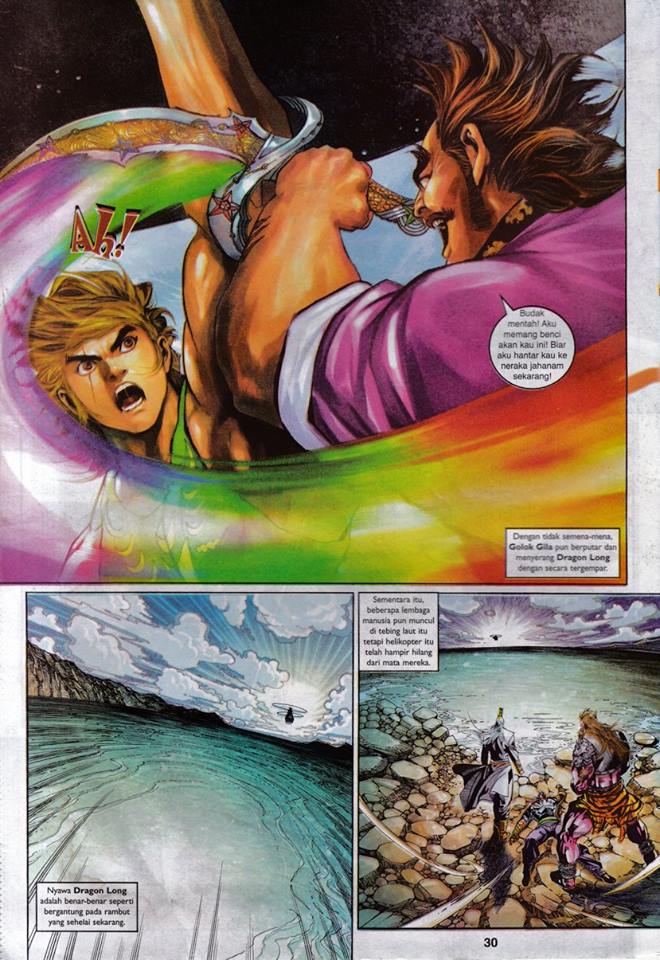 Ah!
Budak
mentah! Aku
memang benci
akan kau ini! Biar
aku hantar kau ke
neraka jahanam
sekarang!
Dengan tidak semena-mena,
Golok Gila pun berputar dan
menyerang Dragon Long
dengan secara tergempar.
Nyawa Dragon Long
adalah benar-benar seperti
bergantung pada rambut
yang sehelai sekarang.
Sementara itu,
beberapa lembaga
manusia pun muncul
di tebing laut itu
tetapi helikopter itu
telah hampir hilang
dari mata mereka.
30